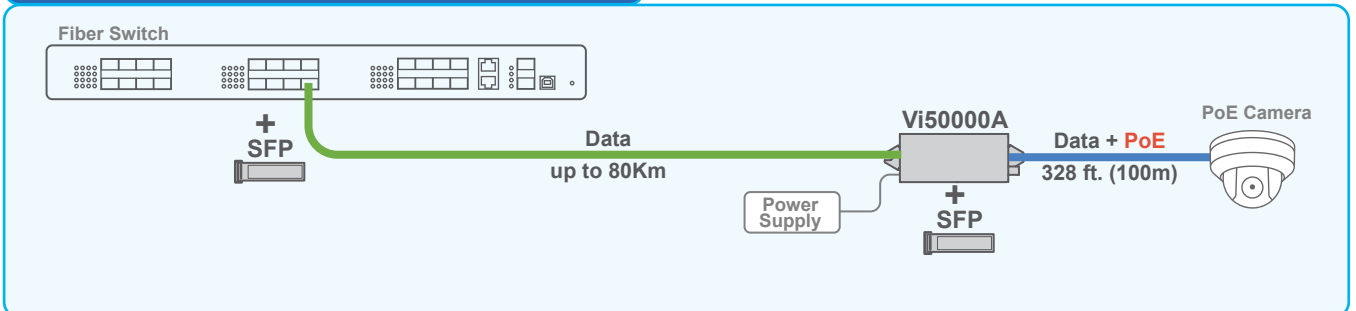 Fiber Switch
+
SFP
Data
up to 80Km
Vi50000A
Power
Supply
+
SFP
Data + PoE
328 ft. (100m)
PoE Camera